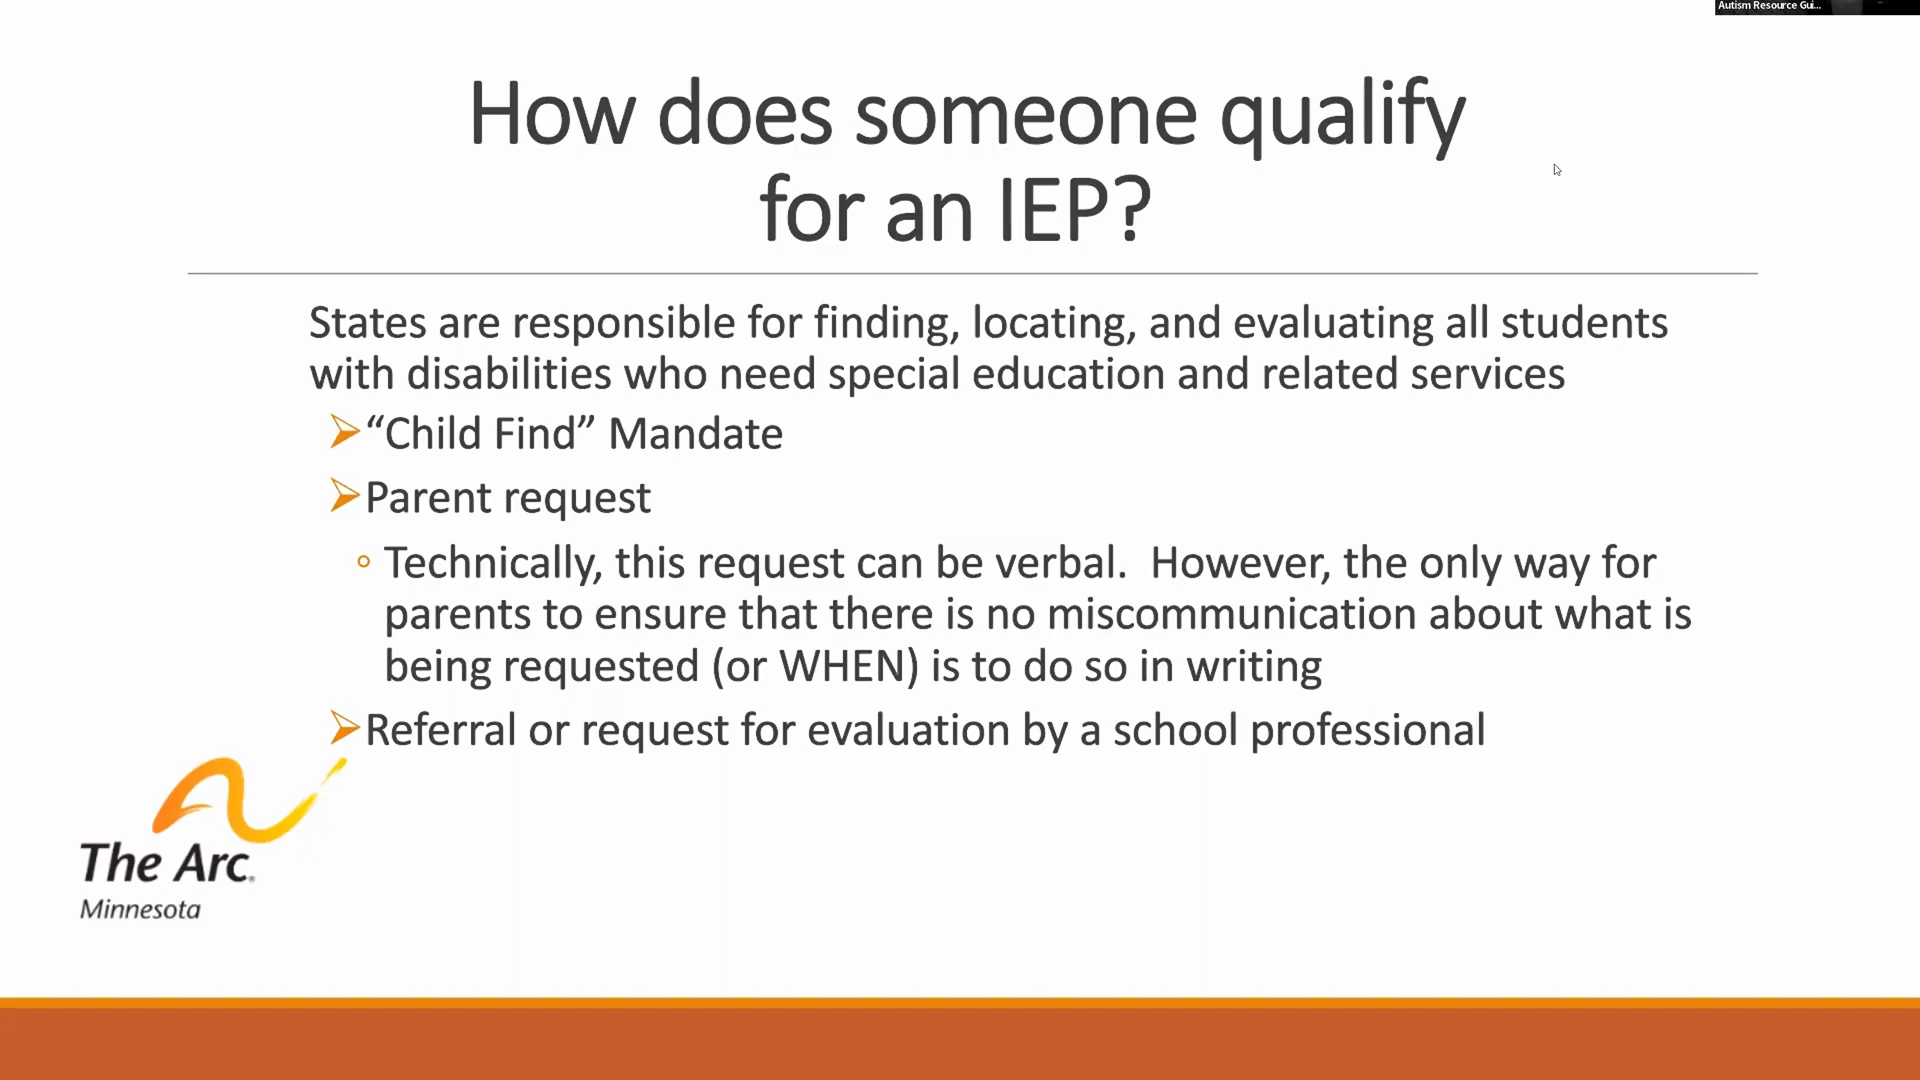 Autism Resource Gui...
How does someone qualify
for an IEP?
States are responsible for finding, locating, and evaluating all students
with disabilities who need special education and related services
“Child Find” Mandate
Parent request
Technically, this request can be verbal.  However, the only way for
parents to ensure that there is no miscommunication about what is
being requested (or WHEN) is to do so in writing
Referral or request for evaluation by a school professional
The Arc®
Minnesota